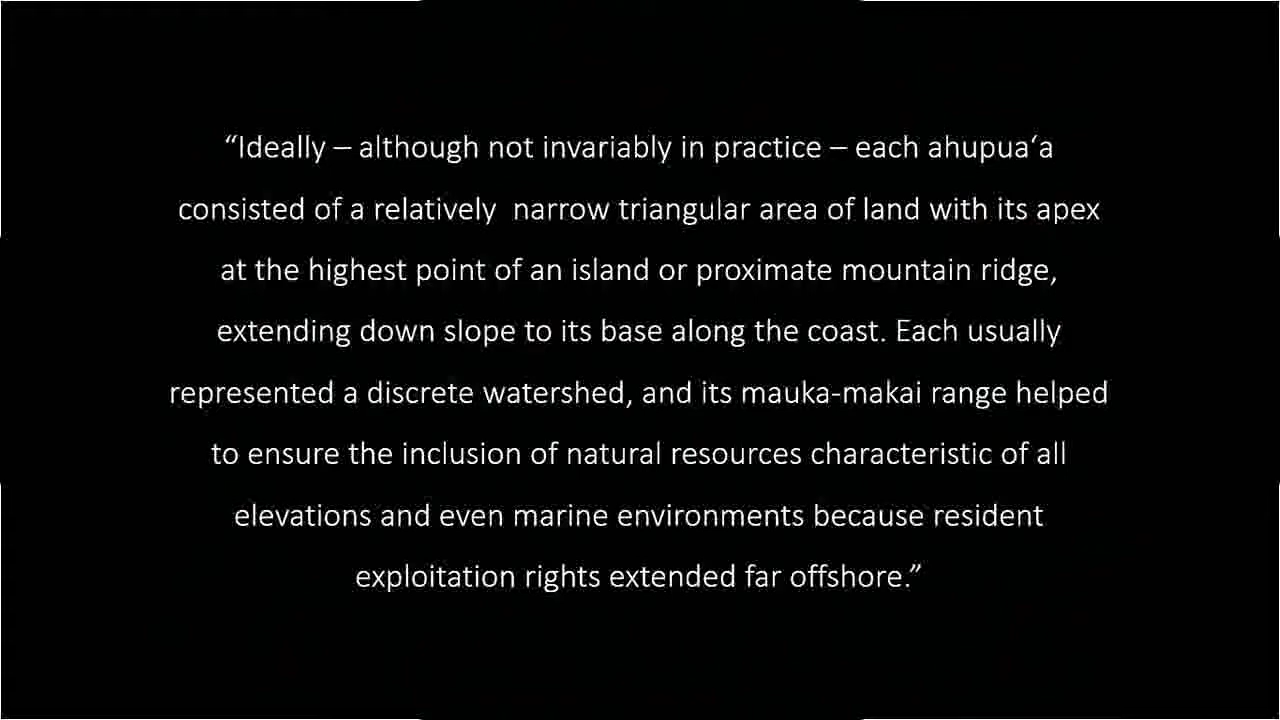 “Ideally – although not invariably in practice – each ahupua‘a
consisted of a relatively  narrow triangular area of land with its apex
at the highest point of an island or proximate mountain ridge,
extending down slope to its base along the coast. Each usually
represented a discrete watershed, and its mauka-makai range helped
to ensure the inclusion of natural resources characteristic of all
elevations and even marine environments because resident
exploitation rights extended far offshore.”